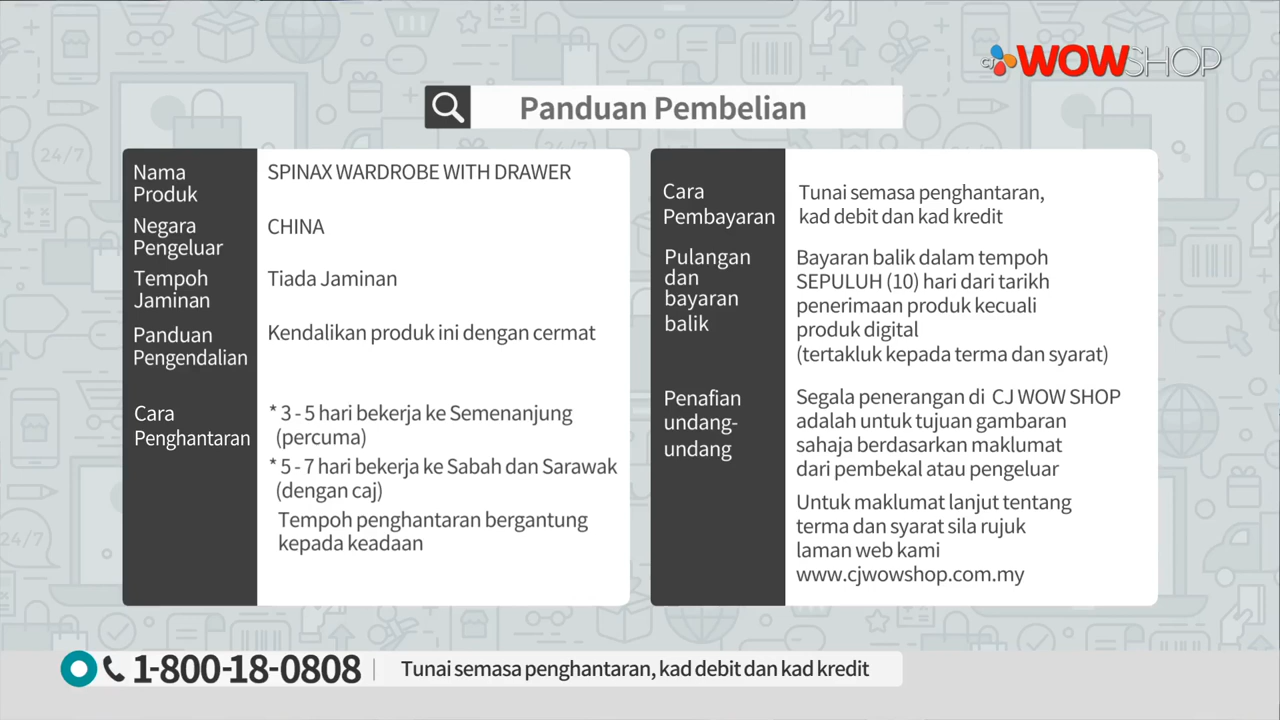 CJ WOW SHOP
Panduan Pembelian
Nama
Produk
SPINAX WARDROBE WITH DRAWER
Negara
Pengeluar
CHINA
Tempoh
Jaminan
Tiada Jaminan
Panduan
Pengendalian
Kendalikan produk ini dengan cermat
Cara
Penghantaran
* 3 - 5 hari bekerja ke Semenanjung
(percuma)
* 5 - 7 hari bekerja ke Sabah dan Sarawak
(dengan caj)
Tempoh penghantaran bergantung
kepada keadaan
Cara
Pembayaran
Tunai semasa penghantaran,
kad debit dan kad kredit
Pulangan
dan
bayaran
balik
Bayaran balik dalam tempoh
SEPULUH (10) hari dari tarikh
penerimaan produk kecuali
produk digital
(tertakluk kepada terma dan syarat)
Penafian
undang-
undang
Segala penerangan di CJ WOW SHOP
adalah untuk tujuan gambaran
sahaja berdasarkan maklumat
dari pembekal atau pengeluar
Untuk maklumat lanjut tentang
terma dan syarat sila rujuk
laman web kami
www.cjwowshop.com.my
24/7
24/7
1-800-18-0808
Tunai semasa penghantaran, kad debit dan kad kredit